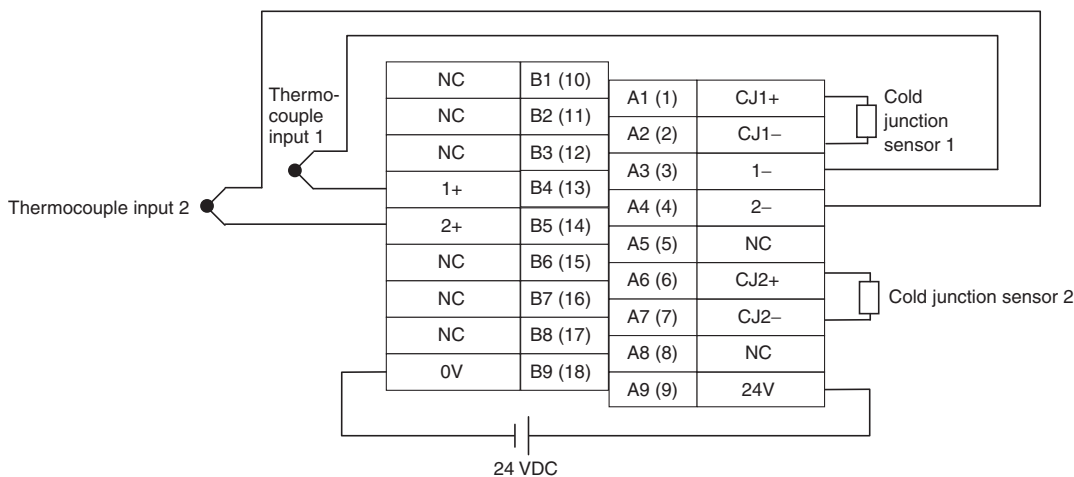 Thermo-
couple
input 1
Thermocouple input 2
NC B1 (10)
NC B2 (11)
NC B3 (12)
1+ B4 (13)
2+ B5 (14)
NC B6 (15)
NC B7 (16)
NC B8 (17)
0V B9 (18)
A1 (1) CJ1+
A2 (2) CJ1−
A3 (3) 1−
A4 (4) 2−
A5 (5) NC
A6 (6) CJ2+
A7 (7) CJ2−
A8 (8) NC
A9 (9) 24V
Cold
junction
sensor 1
Cold junction sensor 2
24 VDC